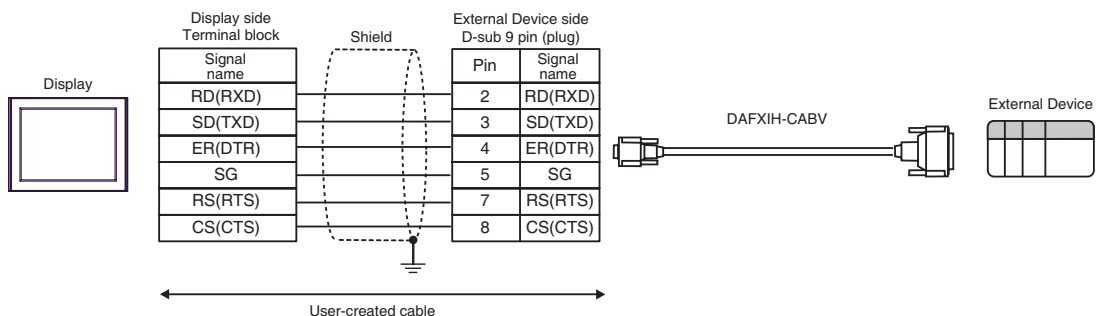 Display
Display side
Terminal block
Shield
External Device side
D-sub 9 pin (plug)
Signal
name
Pin
Signal
name
RD(RXD)
2
RD(RXD)
SD(TXD)
3
SD(TXD)
ER(DTR)
4
ER(DTR)
SG
5
SG
RS(RTS)
7
RS(RTS)
CS(CTS)
8
CS(CTS)
User-created cable
DAFXIH-CABV
External Device